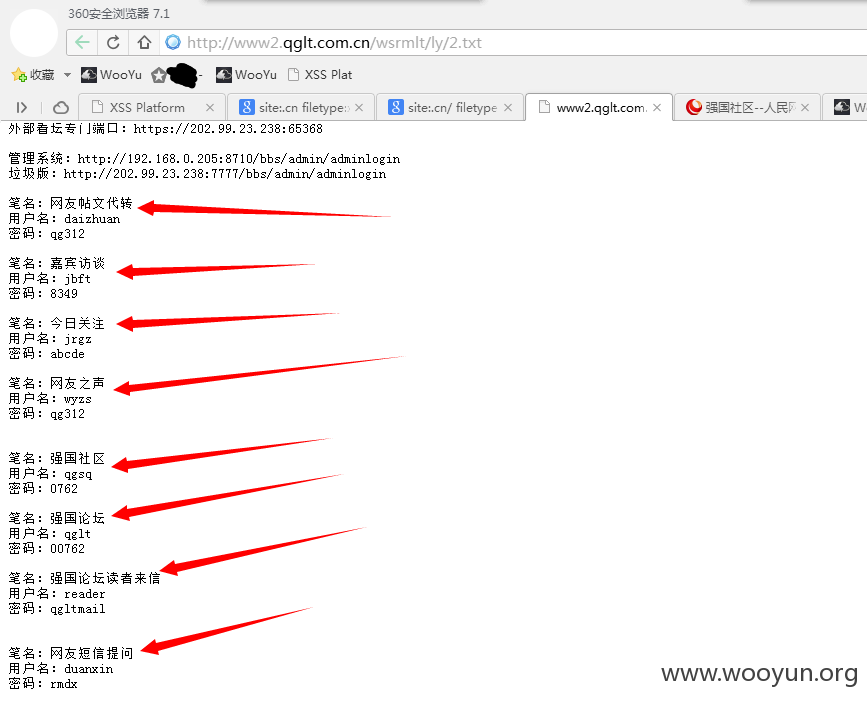 360安全浏览器 7.1
http://www2.qglt.com.cn/wsrmlt/ly/2.txt
收藏 WooYu - WooYu XSS Plat
XSS Platform site:.cn filetype: site:.cn/ filetype www2.qglt.com. 强国社区--人民网 W
外部看坛专门端口：https://202.99.23.238:65368
管理系统：http://192.168.0.205:8710/bbs/admin/adminlogin
垃圾版：http://202.99.23.238:7777/bbs/admin/adminlogin
笔名：网友帖文代转
用户名：daizhuan
密码：qg312
笔名：嘉宾访谈
用户名：jbft
密码：8349
笔名：今日关注
用户名：jrgz
密码：abcde
笔名：网友之声
用户名：wyzs
密码：qg312
笔名：强国社区
用户名：qgsq
密码：0762
笔名：强国论坛
用户名：qglt
密码：00762
笔名：强国论坛读者来信
用户名：reader
密码：qgltmail
笔名：网友短信提问
用户名：duanxin
密码：rmdx
www.wooyun.org